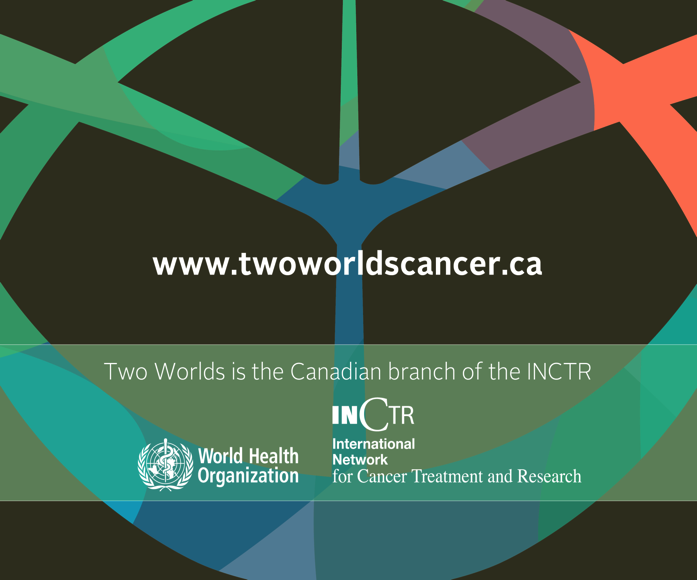 www.twoworldscancer.ca
Two Worlds is the Canadian branch of the INCTR
World Health
Organization
INCTR
International
Network
for Cancer Treatment and Research